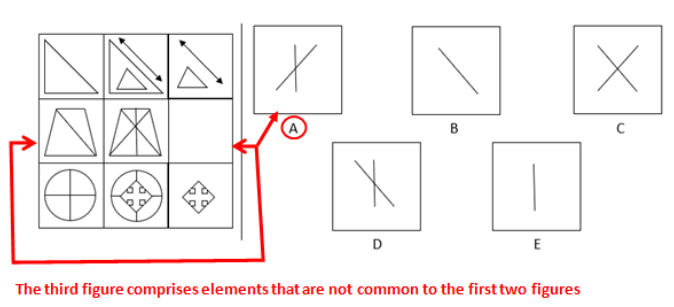 A
B
C
D
E
The third figure comprises elements that are not common to the first two figures